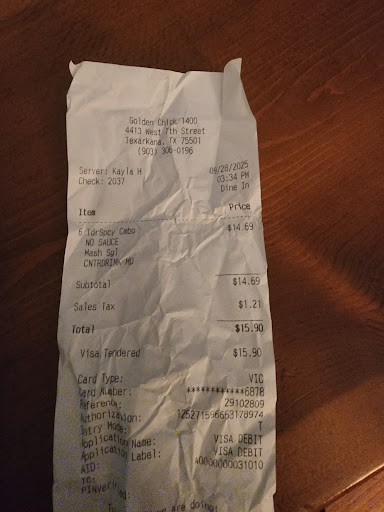 Golden Chick 1400
4413 West 7th Street
Texarkana, TX 75501
(903) 306-0196
Server: Kayla H 09/28/2025
Check: 2037 03:34 PM
Dine In
Item Price
6 TdrSpcy Cmbo $14.69
NO SAUCE
Mash Sgl
CNTRDRINK MD
Subtotal $14.69
Sales Tax $1.21
Total $15.90
Visa Tendered $15.90
Card Type: VIC
Card Number: ************6878
Reference: 29102809
Authorization: 125271596663178974
Entry Mode: T
Application Name: VISA DEBIT
Application Label: VISA DEBIT
AID: A0000000031010